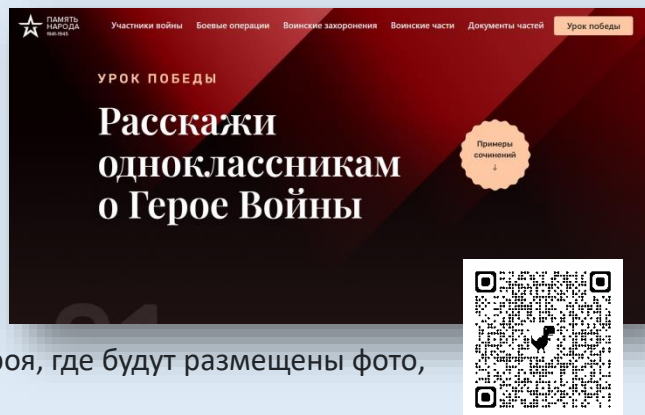 ПАМЯТЬ
НАРОДА
1941-1945
Участники войны Боевые операции Воинские захоронения Воинские части Документы частей Урок победы
УРОК ПОБЕДЫ
Расскажи
одноклассникам
о Герое Войны
Примеры
сочинений
↓
роя, где будут размещены фото,